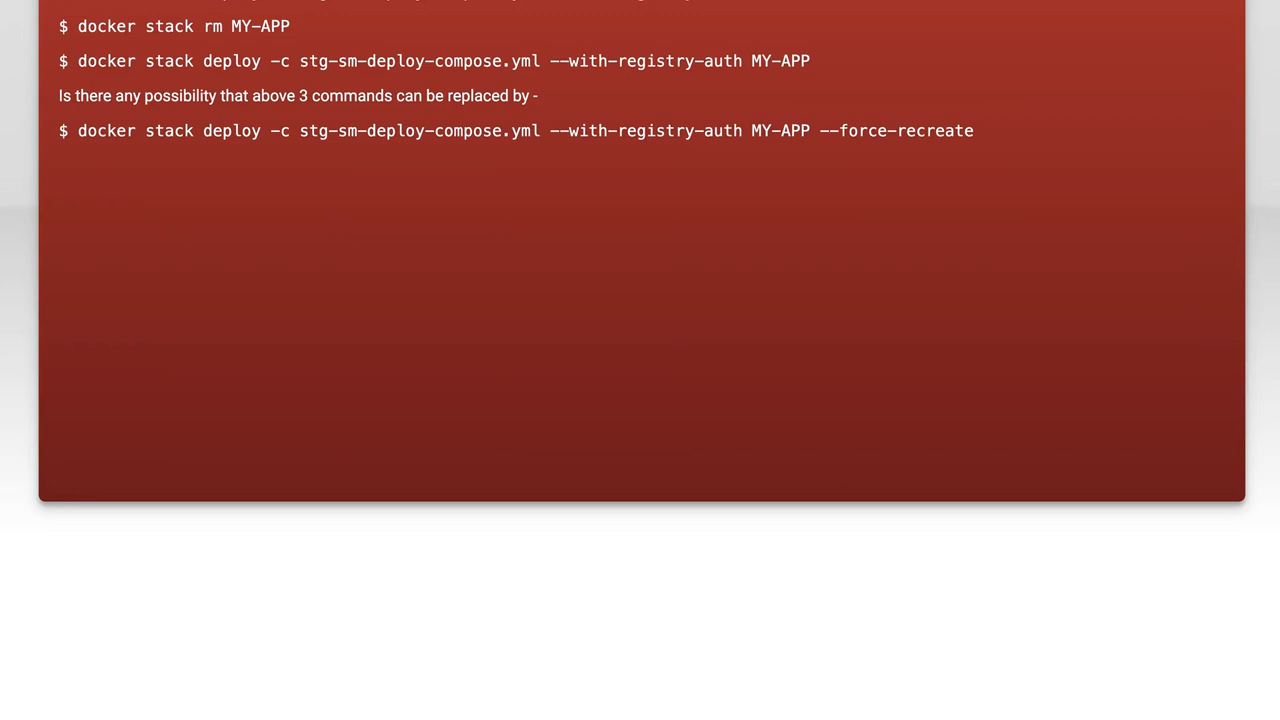 $ docker stack rm MY-APP
$ docker stack deploy -c stg-sm-deploy-compose.yml --with-registry-auth MY-APP
Is there any possibility that above 3 commands can be replaced by -
$ docker stack deploy -c stg-sm-deploy-compose.yml --with-registry-auth MY-APP --force-recreate